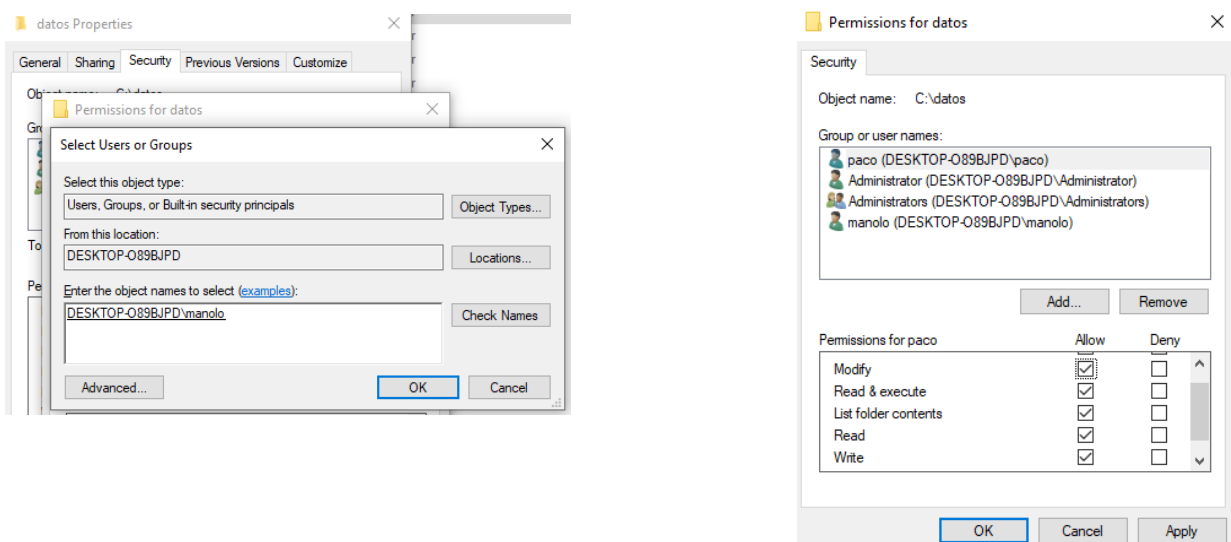 datos Properties
General Sharing Security Previous Versions Customize
Permissions for datos
Select Users or Groups
Select this object type:
Users, Groups, or Built-in security principals
Object Types...
From this location:
DESKTOP-O89BJPD
Locations...
Enter the object names to select (examples):
DESKTOP-O89BJPD\manolo
Check Names
Advanced...
OK
Cancel
To
Pe
Permissions for datos
Security
Object name: C:\datos
Group or user names:
paco (DESKTOP-O89BJPD\paco)
Administrator (DESKTOP-O89BJPD\Administrator)
Administrators (DESKTOP-O89BJPD\Administrators)
manolo (DESKTOP-O89BJPD\manolo)
Add... Remove
Permissions for paco Allow Deny
Modify
Read & execute
List folder contents
Read
Write
OK Cancel Apply